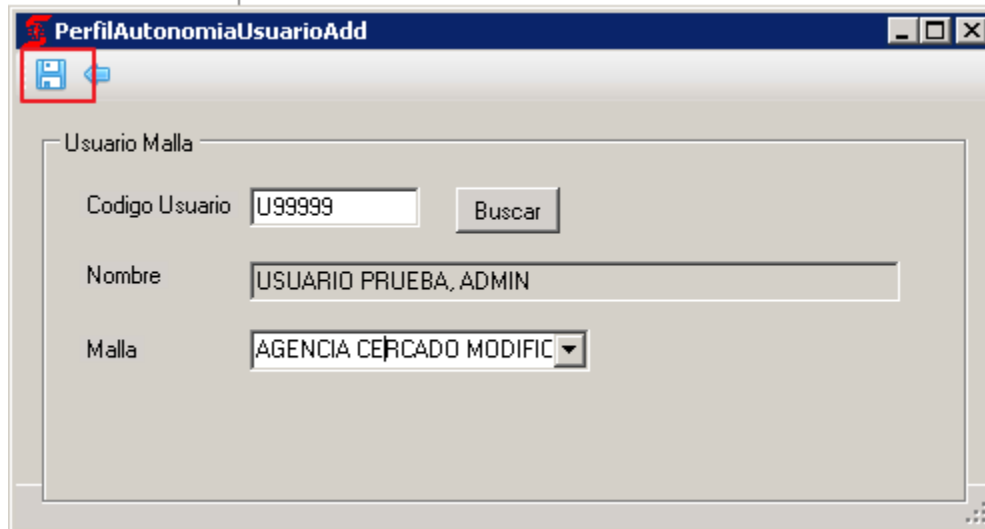 PerfilAutonomiaUsuarioAdd
Usuario Malla
Codigo Usuario U99999 Buscar
Nombre USUARIO PRUEBA, ADMIN
Malla AGENCIA CERCADO MODIFIC